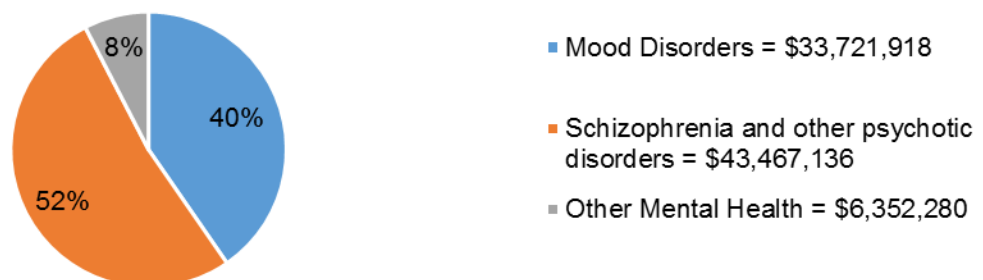 8%
40%
52%
Mood Disorders = $33,721,918
Schizophrenia and other psychotic
disorders = $43,467,136
Other Mental Health = $6,352,280